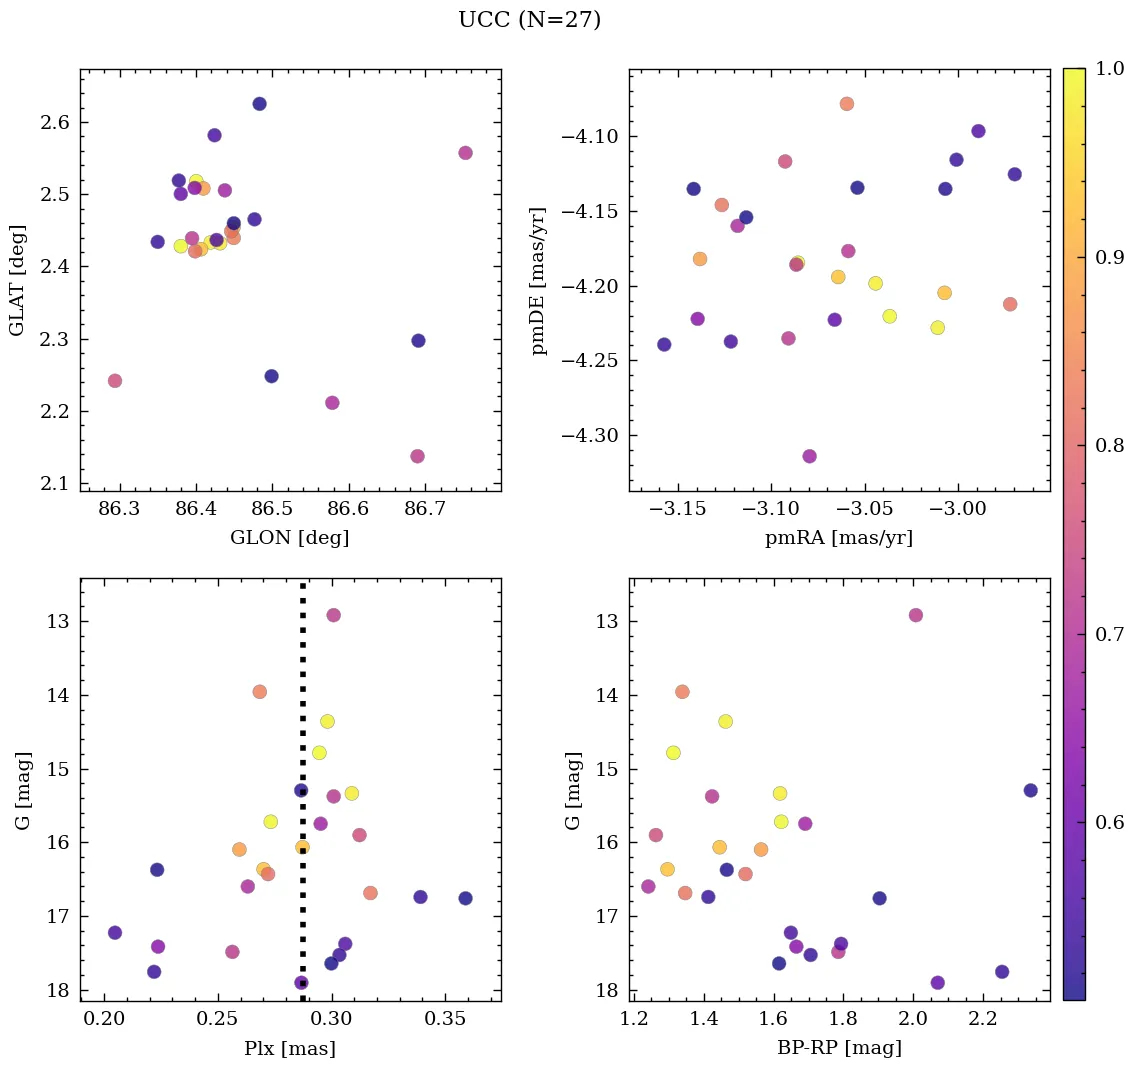 UCC (N=27)
2.6
2.5
2.4
2.3
2.2
2.1
GLAT [deg]
86.3 86.4 86.5 86.6 86.7
GLON [deg]
−4.10
−4.15
−4.20
−4.25
−4.30
pmDE [mas/yr]
−3.15 −3.10 −3.05 −3.00
pmRA [mas/yr]
1.0
0.9
0.8
0.7
0.6
13
14
15
16
17
18
G [mag]
0.20 0.25 0.30 0.35
Plx [mas]
13
14
15
16
17
18
G [mag]
1.2 1.4 1.6 1.8 2.0 2.2
BP-RP [mag]